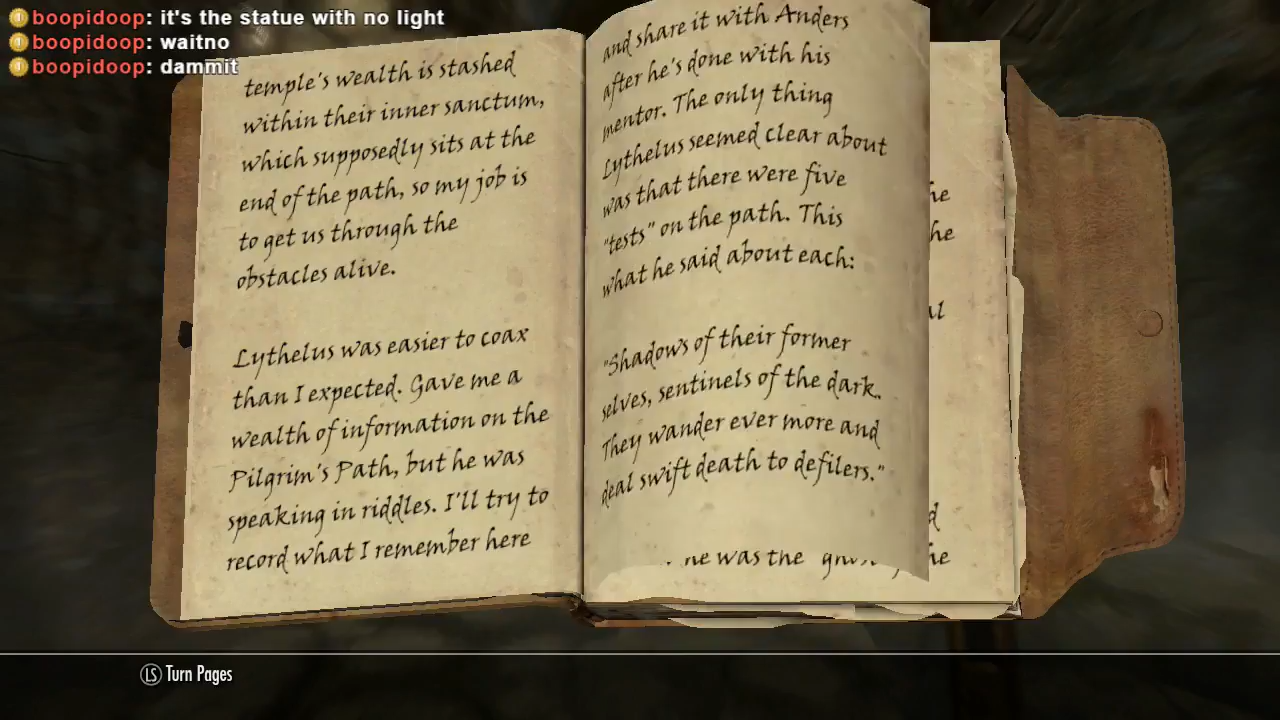 boopidoop: it's the statue with no light
boopidoop: waitno
boopidoop: dammit
temple's wealth is stashed
within their inner sanctum,
which supposedly sits at the
end of the path, so my job is
to get us through the
obstacles alive.
Lythelus was easier to coax
than I expected. Gave me a
wealth of information on the
Pilgrim's Path, but he was
speaking in riddles. I'll try to
record what I remember here
and share it with Anders
after he's done with his
mentor. The only thing
Lythelus seemed clear about
was that there were five
"tests" on the path. This
what he said about each:
"Shadows of their former
selves, sentinels of the dark.
They wander ever more and
deal swift death to defilers."
was the
LS Turn Pages